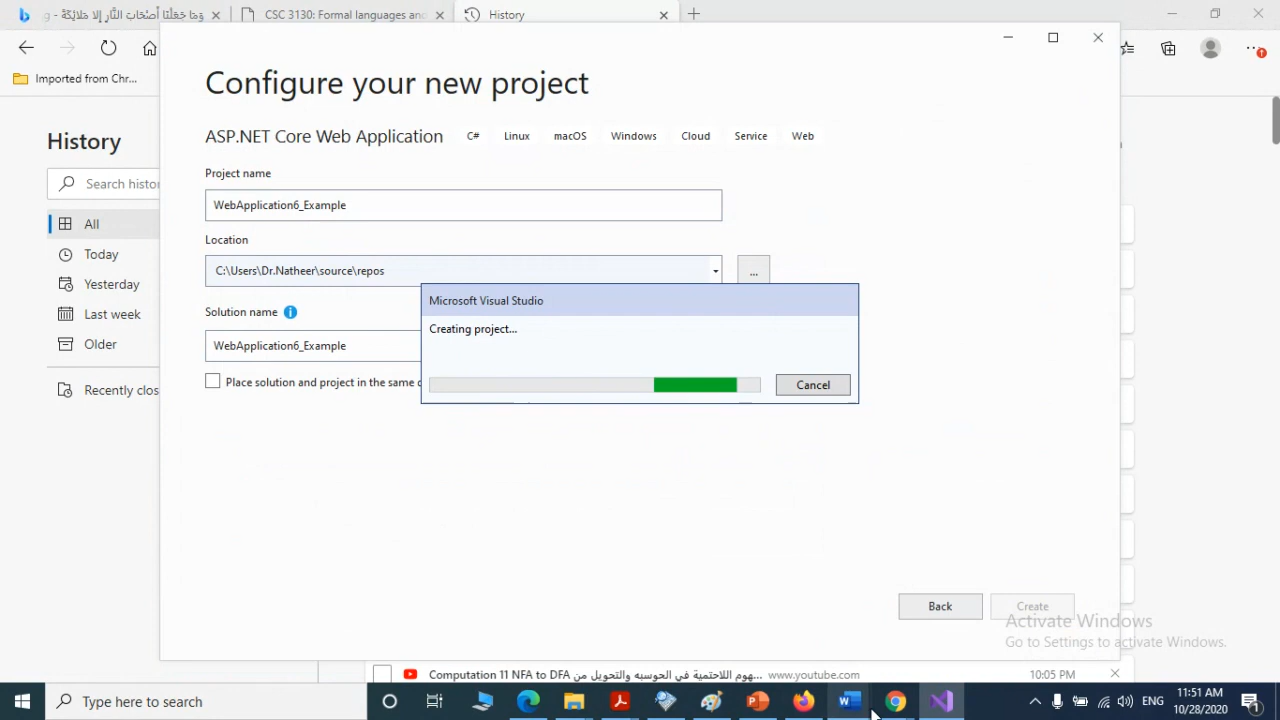 وما جعلنا أصحاب النار إلا ملائكة - g
CSC 3130: Formal languages and
History
Imported from Chr...
Configure your new project
ASP.NET Core Web Application
C#
Linux
macOS
Windows
Cloud
Service
Web
Project name
WebApplication6_Example
Location
C:\Users\Dr.Natheer\source\repos
...
Solution name
WebApplication6_Example
Place solution and project in the same
Microsoft Visual Studio
Creating project...
Cancel
History
Search histo
All
Today
Yesterday
Last week
Older
Recently clos
Back
Create
Activate Windows
Go to Settings to activate Windows.
Computation 11 NFA to DFA هوم اللاحتمية في الحوسبه والتحويل من...
www.youtube.com
10:05 PM
Type here to search
ENG
11:51 AM
10/28/2020
1